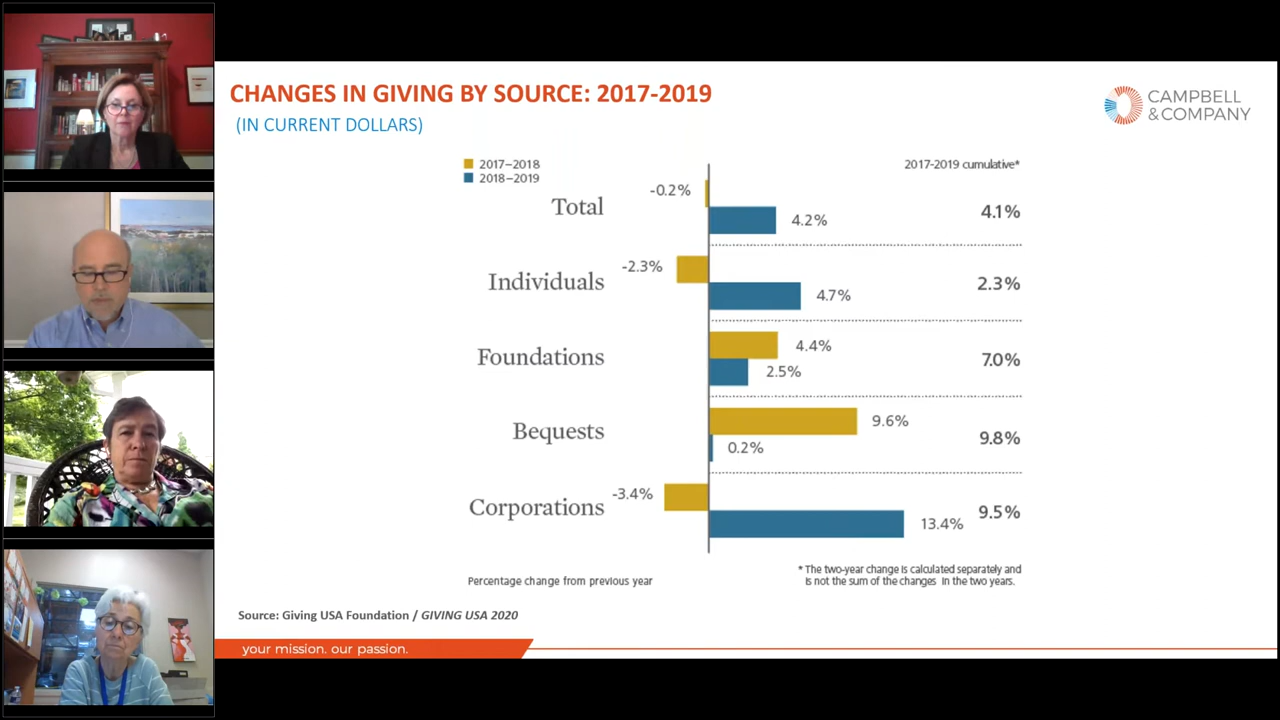 CHANGES IN GIVING BY SOURCE: 2017-2019
(IN CURRENT DOLLARS)
CAMPBELL
& COMPANY
2017–2018
2018–2019
2017-2019 cumulative*
Total
-0.2%
4.2%
4.1%
Individuals
-2.3%
4.7%
2.3%
Foundations
4.4%
2.5%
7.0%
Bequests
9.6%
0.2%
9.8%
Corporations
-3.4%
13.4%
9.5%
Percentage change from previous year
* The two-year change is calculated separately and
is not the sum of the changes in the two years.
Source: Giving USA Foundation / GIVING USA 2020
your mission. our passion.